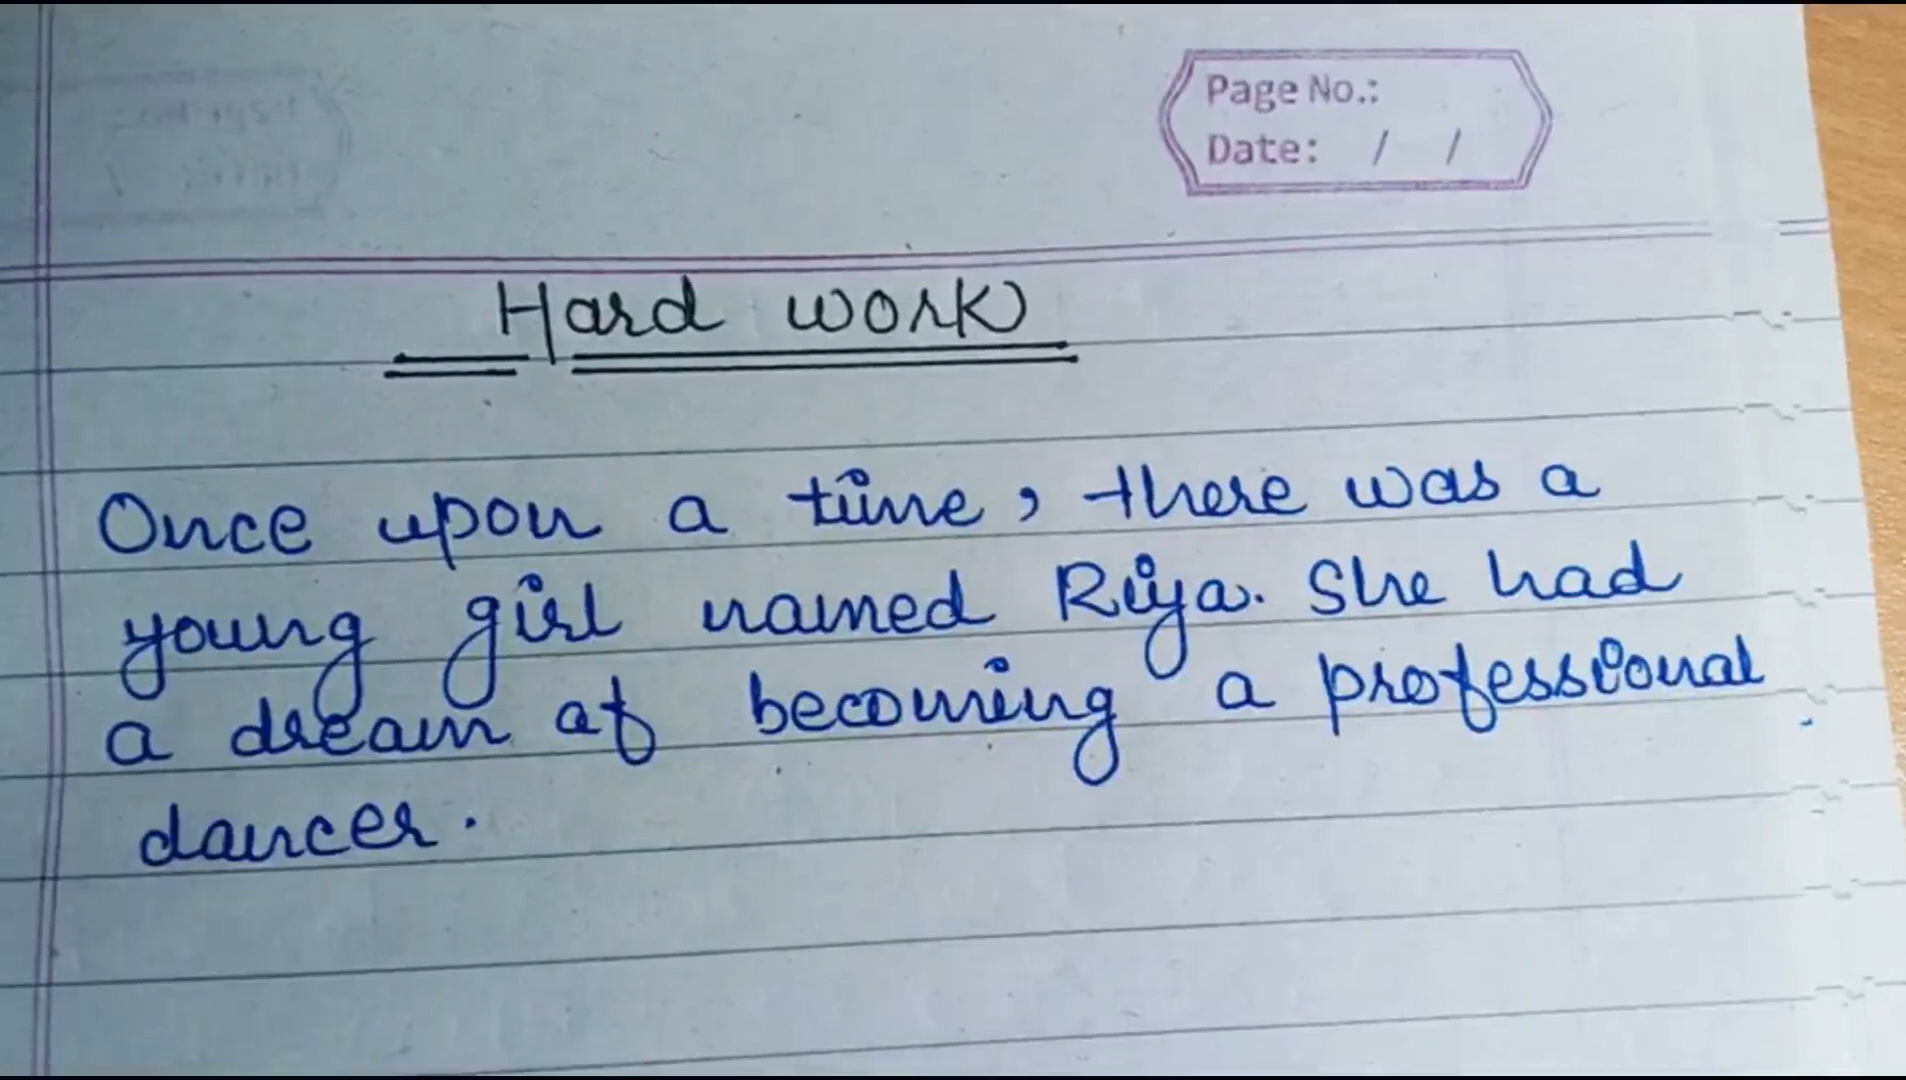 Page No.:
Date: / /
Hard work
Once upon a time, there was a
young girl named Riya. She had
a dream of becoming a professional
dancer.